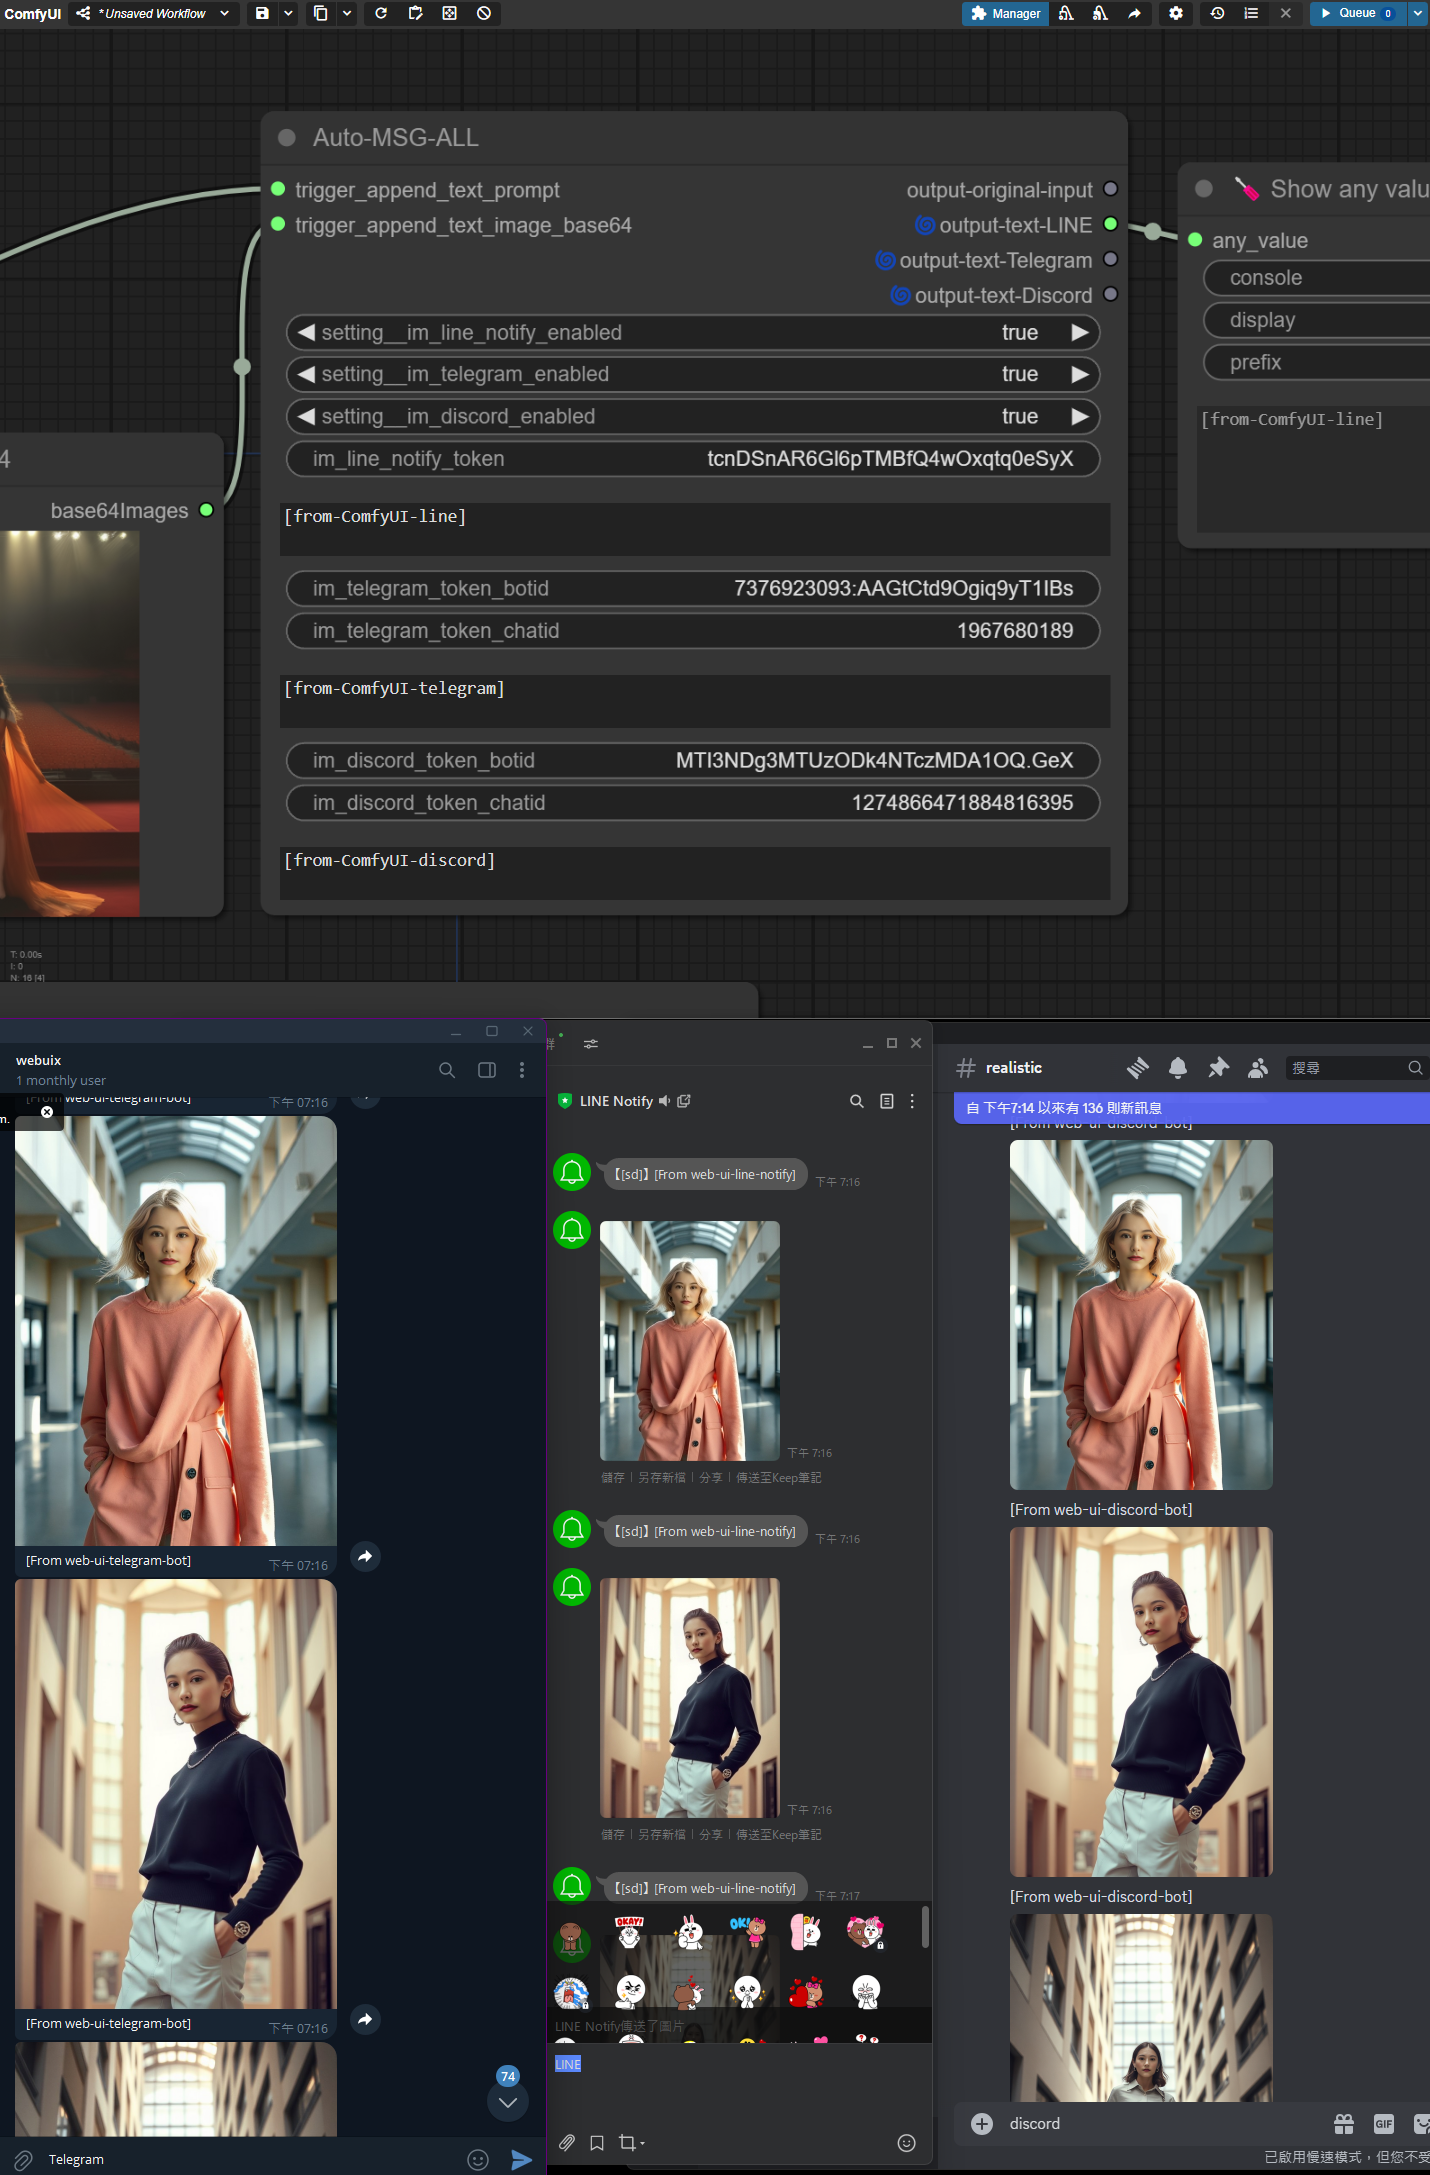 ComfyUI
*Unsaved Workflow
Manager
Queue 0
Auto-MSG-ALL
trigger_append_text_prompt
output-original-input
trigger_append_text_image_base64
output-text-LINE
output-text-Telegram
output-text-Discord
setting__im_line_notify_enabled true
setting__im_telegram_enabled true
setting__im_discord_enabled true
im_line_notify_token tcnDSnAR6Gl6pTMBfQ4wOxqtq0eSyX
[from-ComfyUI-line]
im_telegram_token_botid 7376923093:AAGtCtd9Ogiq9yT1IBs
im_telegram_token_chatid 1967680189
[from-ComfyUI-telegram]
im_discord_token_botid MTI3NDg3MTUzODk4NTczMDA1OQ.GeX
im_discord_token_chatid 1274866471884816395
[from-ComfyUI-discord]
Show any valu
any_value
console
display
prefix
[from-ComfyUI-line]
4
base64Images
T: 0.00s
I: 0
N: 16 [4]
webuix
1 monthly user
[From web-ui-telegram-bot]
下午 07:16
m.
[From web-ui-telegram-bot]
下午 07:16
[From web-ui-telegram-bot]
下午 07:16
74
Telegram
群
LINE Notify
【[sd]】[From web-ui-line-notify]
下午 7:16
下午 7:16
儲存 | 另存新檔 | 分享 | 傳送至Keep筆記
【[sd]】[From web-ui-line-notify]
下午 7:16
下午 7:16
儲存 | 另存新檔 | 分享 | 傳送至Keep筆記
【[sd]】[From web-ui-line-notify]
下午 7:17
OKAY!
OK!
LINE Notify傳送了圖片
LINE
realistic
搜尋
自 下午7:14 以來有 136 則新訊息
[From web-ui-discord-bot]
[From web-ui-discord-bot]
[From web-ui-discord-bot]
discord
GIF
已啟用慢速模式，但您不受